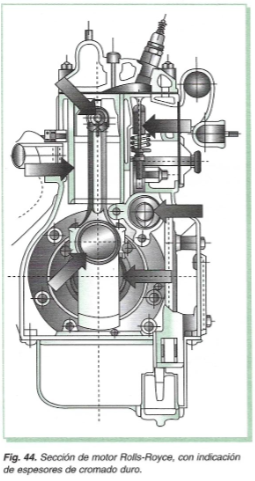 Fig. 44. Sección de motor Rolls-Royce, con indicación
de espesores de cromado duro.